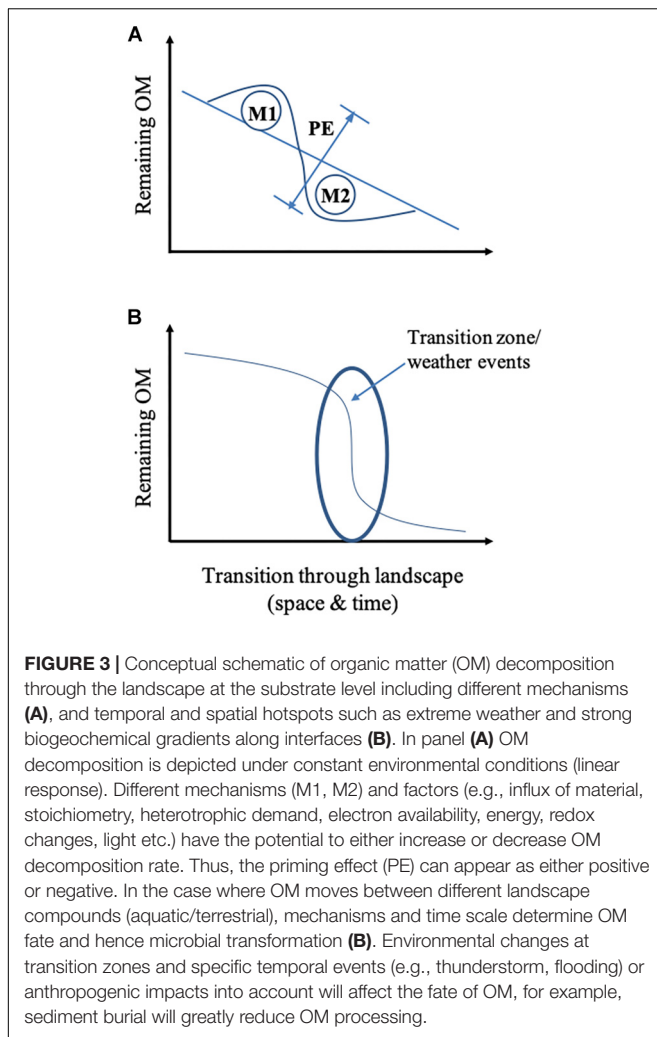 A
Remaining OM
M1
PE
M2
B
Remaining OM
Transition zone/
weather events
Transition through landscape
(space & time)
FIGURE 3 | Conceptual schematic of organic matter (OM) decomposition
through the landscape at the substrate level including different mechanisms
(A), and temporal and spatial hotspots such as extreme weather and strong
biogeochemical gradients along interfaces (B). In panel (A) OM
decomposition is depicted under constant environmental conditions (linear
response). Different mechanisms (M1, M2) and factors (e.g., influx of material,
stoichiometry, heterotrophic demand, electron availability, energy, redox
changes, light etc.) have the potential to either increase or decrease OM
decomposition rate. Thus, the priming effect (PE) can appear as either positive
or negative. In the case where OM moves between different landscape
compounds (aquatic/terrestrial), mechanisms and time scale determine OM
fate and hence microbial transformation (B). Environmental changes at
transition zones and specific temporal events (e.g., thunderstorm, flooding) or
anthropogenic impacts into account will affect the fate of OM, for example,
sediment burial will greatly reduce OM processing.